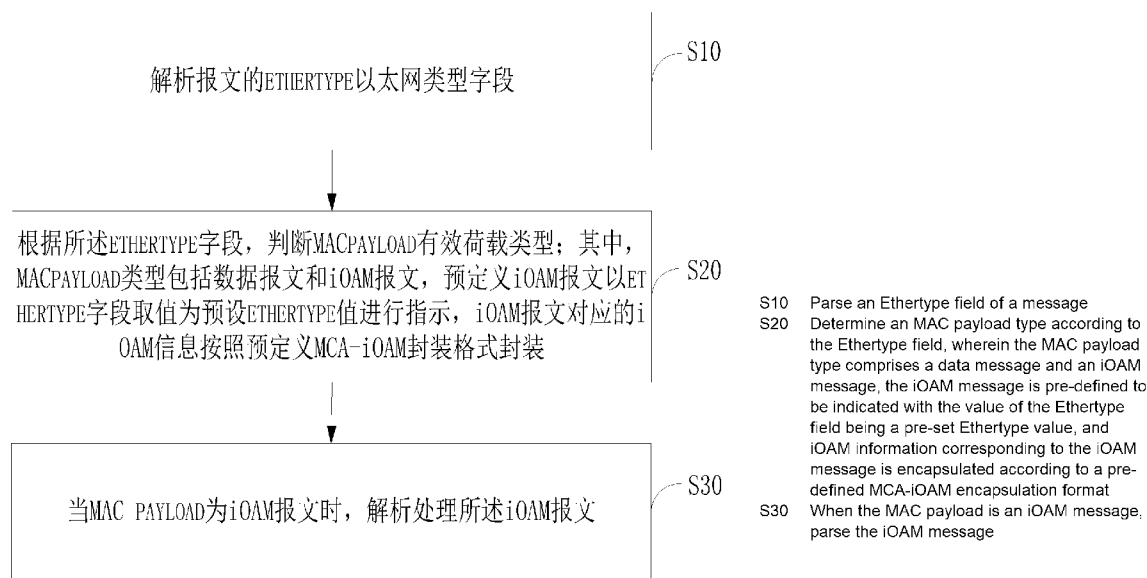 解析报文的ETHERTYPE以太网类型字段
S10
根据所述ETHERTYPE字段，判断MACPAYLOAD有效荷载类型；其中，
MACPAYLOAD类型包括数据报文和iOAM报文，预定义iOAM报文以ET
HERTYPE字段取值为预设ETHERTYPE值进行指示，iOAM报文对应的i
OAM信息按照预定义MCA-iOAM封装格式封装
S20
当MAC PAYLOAD为iOAM报文时，解析处理所述iOAM报文
S30
S10 Parse an Ethertype field of a message
S20 Determine an MAC payload type according to
the Ethertype field, wherein the MAC payload
type comprises a data message and an iOAM
message, the iOAM message is pre-defined to
be indicated with the value of the Ethertype
field being a pre-set Ethertype value, and
iOAM information corresponding to the iOAM
message is encapsulated according to a pre-
defined MCA-iOAM encapsulation format
S30 When the MAC payload is an iOAM message,
parse the iOAM message